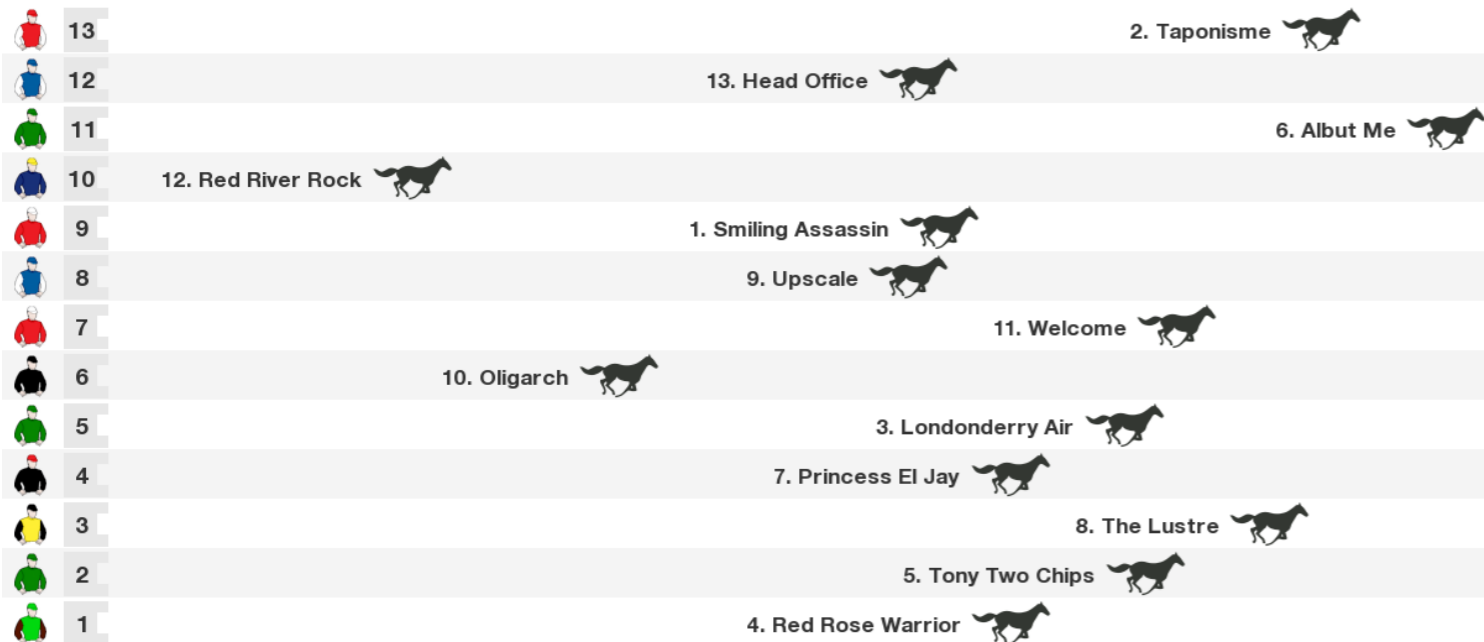 13 2. Taponisme
12 13. Head Office
11 6. Albut Me
10 12. Red River Rock
9 1. Smiling Assassin
8 9. Upscale
7 11. Welcome
6 10. Oligarch
5 3. Londonderry Air
4 7. Princess El Jay
3 8. The Lustre
2 5. Tony Two Chips
1 4. Red Rose Warrior